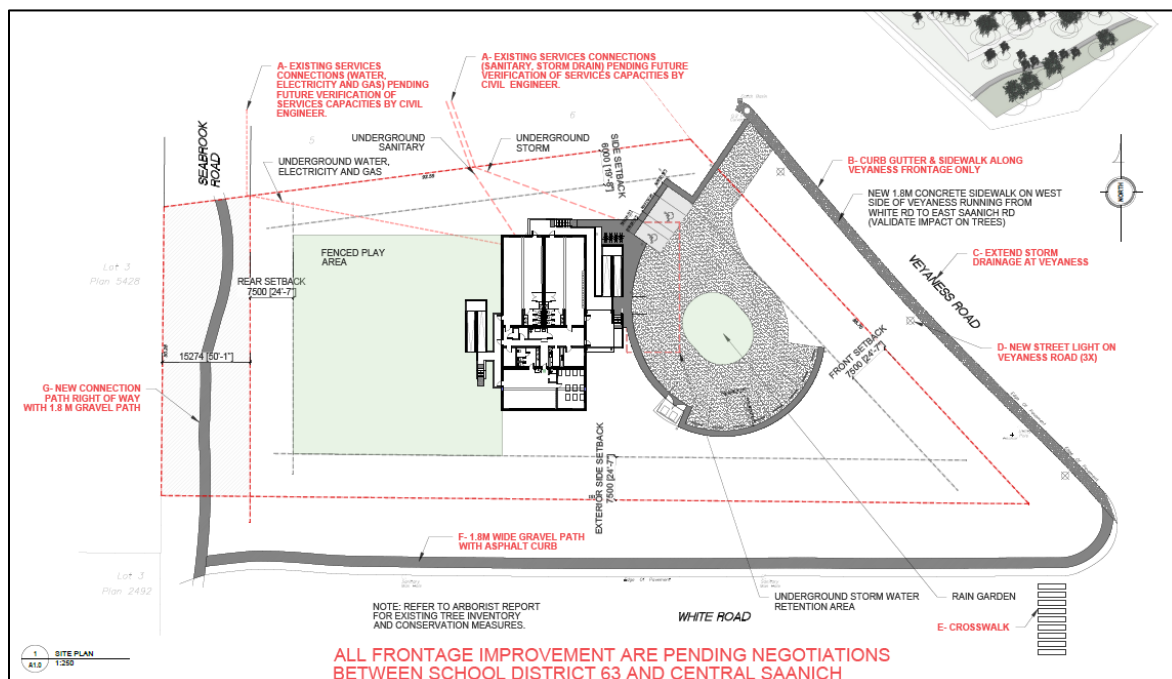 A- EXISTING SERVICES
CONNECTIONS (WATER,
ELECTRICITY AND GAS) PENDING
FUTURE VERIFICATION OF
SERVICES CAPACITIES BY CIVIL
ENGINEER.
A- EXISTING SERVICES CONNECTIONS
(SANITARY, STORM DRAIN) PENDING FUTURE
VERIFICATION OF SERVICES CAPACITIES BY
CIVIL ENGINEER.
5
6
SEABROOK
ROAD
UNDERGROUND
SANITARY
UNDERGROUND
STORM
UNDERGROUND WATER,
ELECTRICITY AND GAS
SIDE SETBACK
6000 [19'-8"]
B- CURB GUTTER & SIDEWALK ALONG
VEYANESS FRONTAGE ONLY
NEW 1.8M CONCRETE SIDEWALK ON WEST
SIDE OF VEYANESS RUNNING FROM
WHITE RD TO EAST SAANICH RD
(VALIDATE IMPACT ON TREES)
NORTH
C- EXTEND STORM
DRAINAGE AT VEYANESS
VEYANESS ROAD
D- NEW STREET LIGHT ON
VEYANESS ROAD (3X)
Lot 3
Plan 5428
FENCED PLAY
AREA
REAR SETBACK
7500 [24'-7"]
15274 [50'-1"]
FRONT SETBACK
7500 [24'-7"]
G- NEW CONNECTION
PATH RIGHT OF WAY
WITH 1.8 M GRAVEL PATH
EXTERIOR SIDE SETBACK
7500 [24'-7"]
Edge Of Pavement
F- 1.8M WIDE GRAVEL PATH
WITH ASPHALT CURB
Lot 3
Plan 2492
Edge Of Pavement
NOTE: REFER TO ARBORIST REPORT
FOR EXISTING TREE INVENTORY
AND CONSERVATION MEASURES.
WHITE ROAD
UNDERGROUND STORM WATER
RETENTION AREA
RAIN GARDEN
E- CROSSWALK
1
A1.0
SITE PLAN
1:250
ALL FRONTAGE IMPROVEMENT ARE PENDING NEGOTIATIONS
BETWEEN SCHOOL DISTRICT 63 AND CENTRAL SAANICH